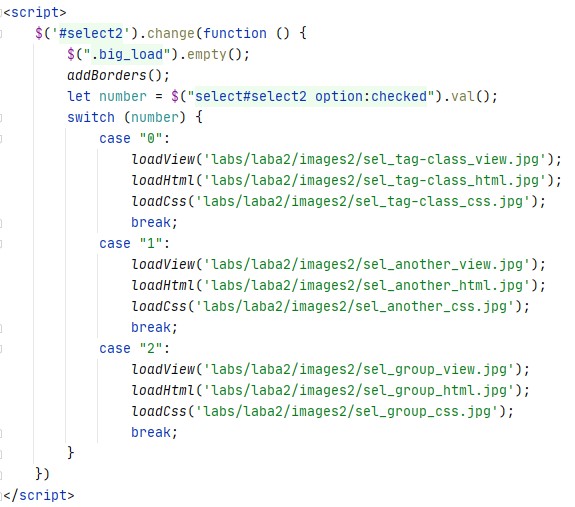 <script>
$('#select2').change(function () {
$(".big_load").empty();
addBorders();
let number = $("select#select2 option:checked").val();
switch (number) {
case "0":
loadView('labs/laba2/images2/sel_tag-class_view.jpg');
loadHtml('labs/laba2/images2/sel_tag-class_html.jpg');
loadCss('labs/laba2/images2/sel_tag-class_css.jpg');
break;
case "1":
loadView('labs/laba2/images2/sel_another_view.jpg');
loadHtml('labs/laba2/images2/sel_another_html.jpg');
loadCss('labs/laba2/images2/sel_another_css.jpg');
break;
case "2":
loadView('labs/laba2/images2/sel_group_view.jpg');
loadHtml('labs/laba2/images2/sel_group_html.jpg');
loadCss('labs/laba2/images2/sel_group_css.jpg');
break;
}
})
</script>